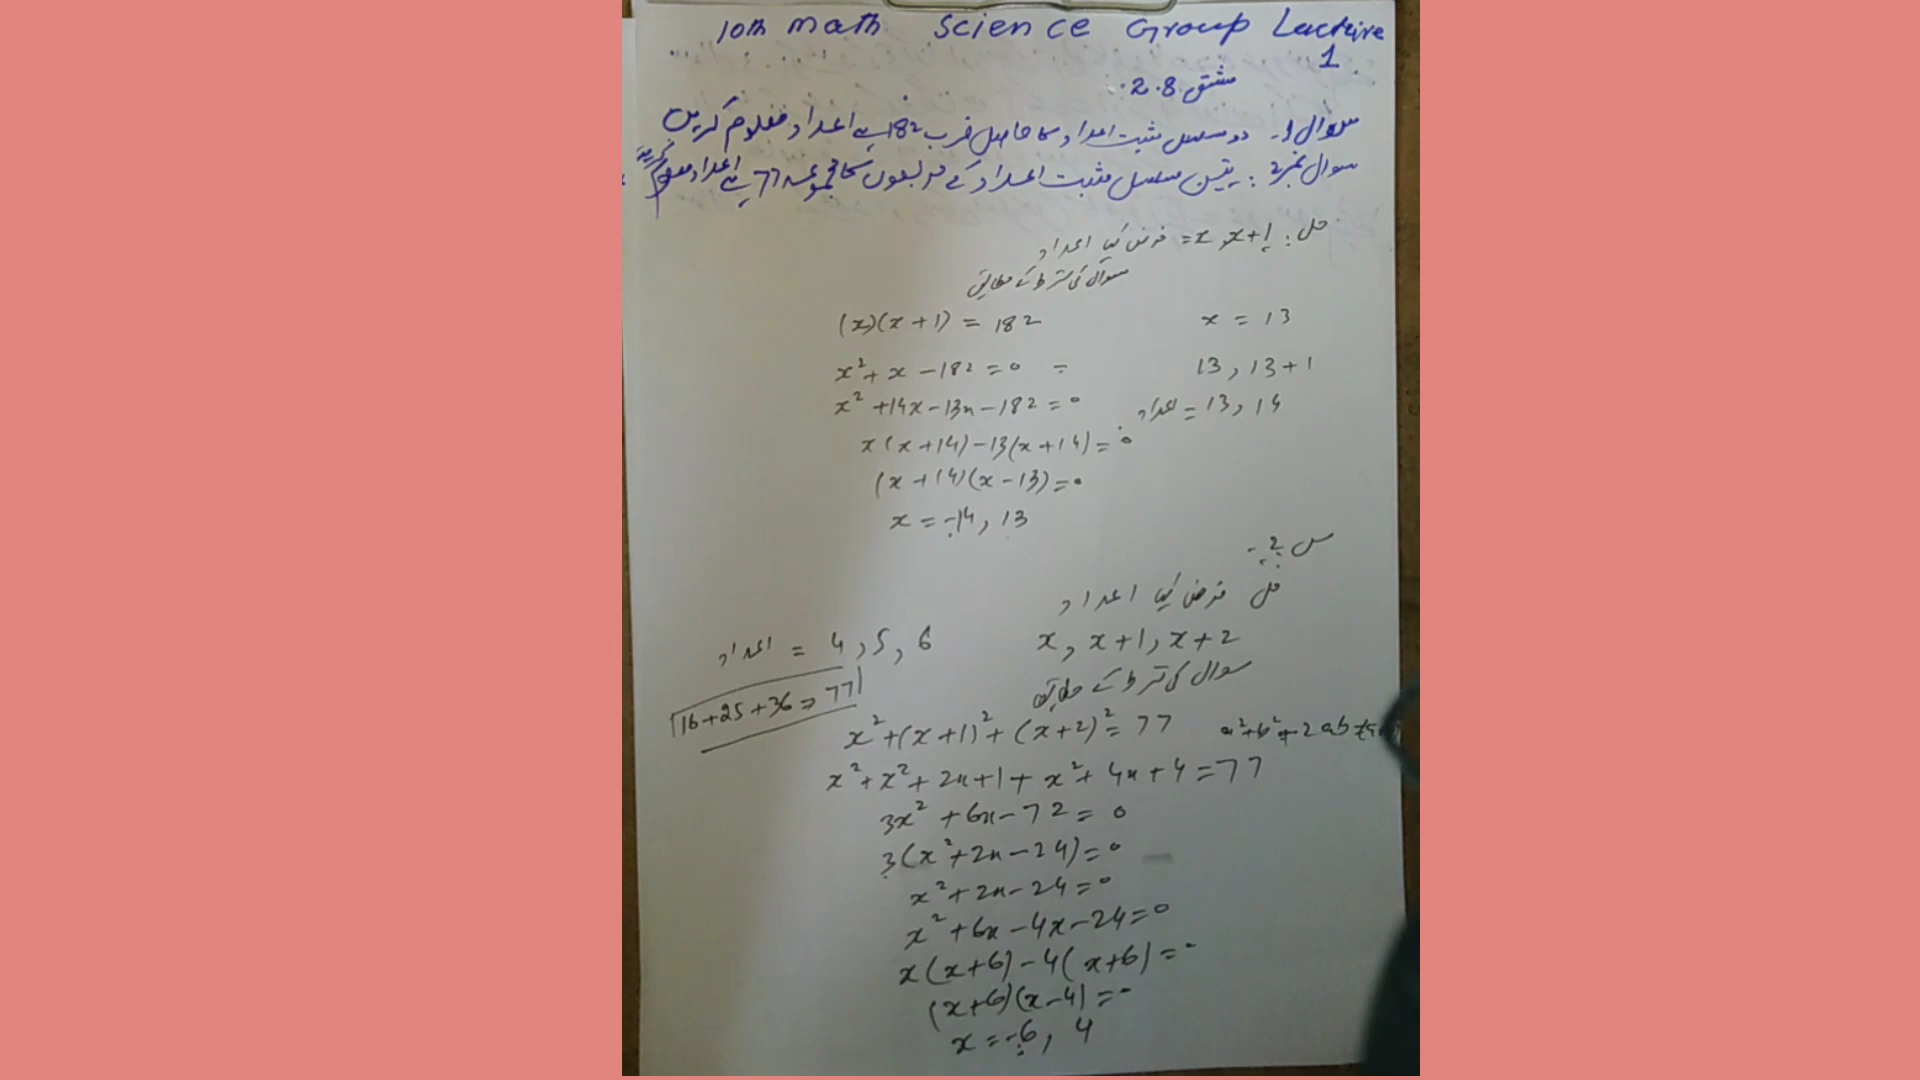 10th math Science Group Lecture
1
مشق 2.8
سوال 1۔ دو مسلسل مثبت اعداد کا حاصل ضرب 182 ہے اعداد معلوم کریں
سوال نمبر 2: تین مسلسل مثبت اعداد کے مربعوں کا مجموعہ 77 ہے اعداد معلوم کریں
حل: فرض کیا اعداد = x, x+1
سوال کی شرط کے مطابق
(x)(x+1) = 182
x² + x - 182 = 0
x² + 14x - 13x - 182 = 0
x(x+14) - 13(x+14) = 0
(x+14)(x-13) = 0
x = -14, 13
x = 13
13, 13+1
اعداد = 13, 14
س 2۔
حل فرض کیا اعداد
x, x+1, x+2
سوال کی شرط کے مطابق
x² + (x+1)² + (x+2)² = 77
a² + b² + 2ab
x² + x² + 2x + 1 + x² + 4x + 4 = 77
3x² + 6x - 72 = 0
3(x² + 2x - 24) = 0
x² + 2x - 24 = 0
x² + 6x - 4x - 24 = 0
x(x+6) - 4(x+6) = 0
(x+6)(x-4) = 0
x = -6, 4
اعداد = 4, 5, 6
16+25+36 = 77